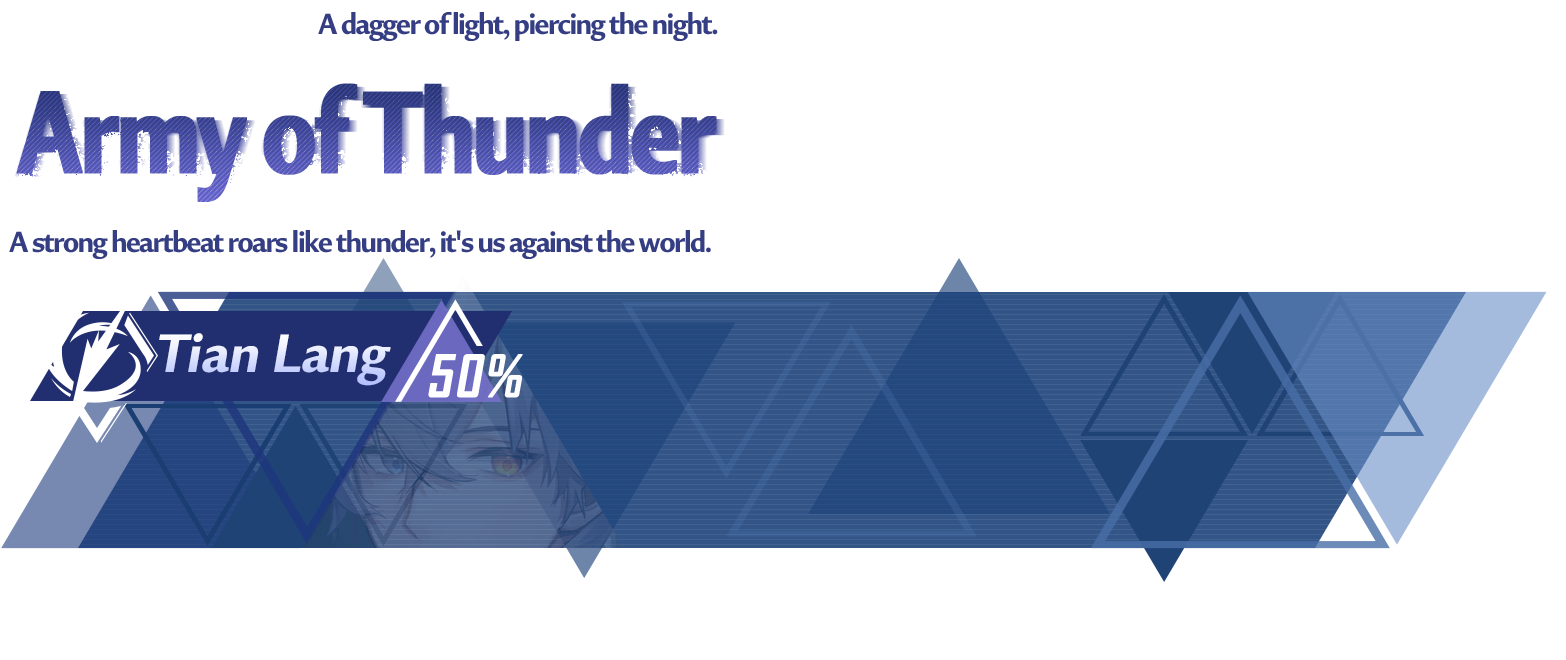 A dagger of light, piercing the night.
Army of Thunder
A strong heartbeat roars like thunder, it's us against the world.
Tian Lang
50%